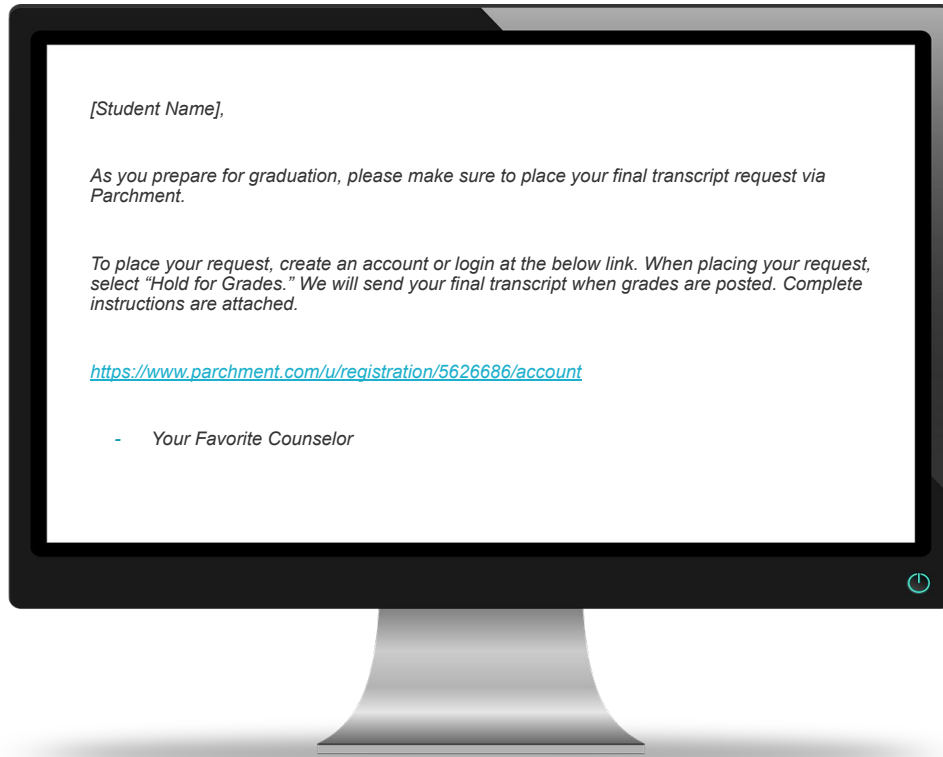 [Student Name],
As you prepare for graduation, please make sure to place your final transcript request via
Parchment.
To place your request, create an account or login at the below link. When placing your request,
select “Hold for Grades.” We will send your final transcript when grades are posted. Complete
instructions are attached.
https://www.parchment.com/u/registration/5626686/account
- Your Favorite Counselor